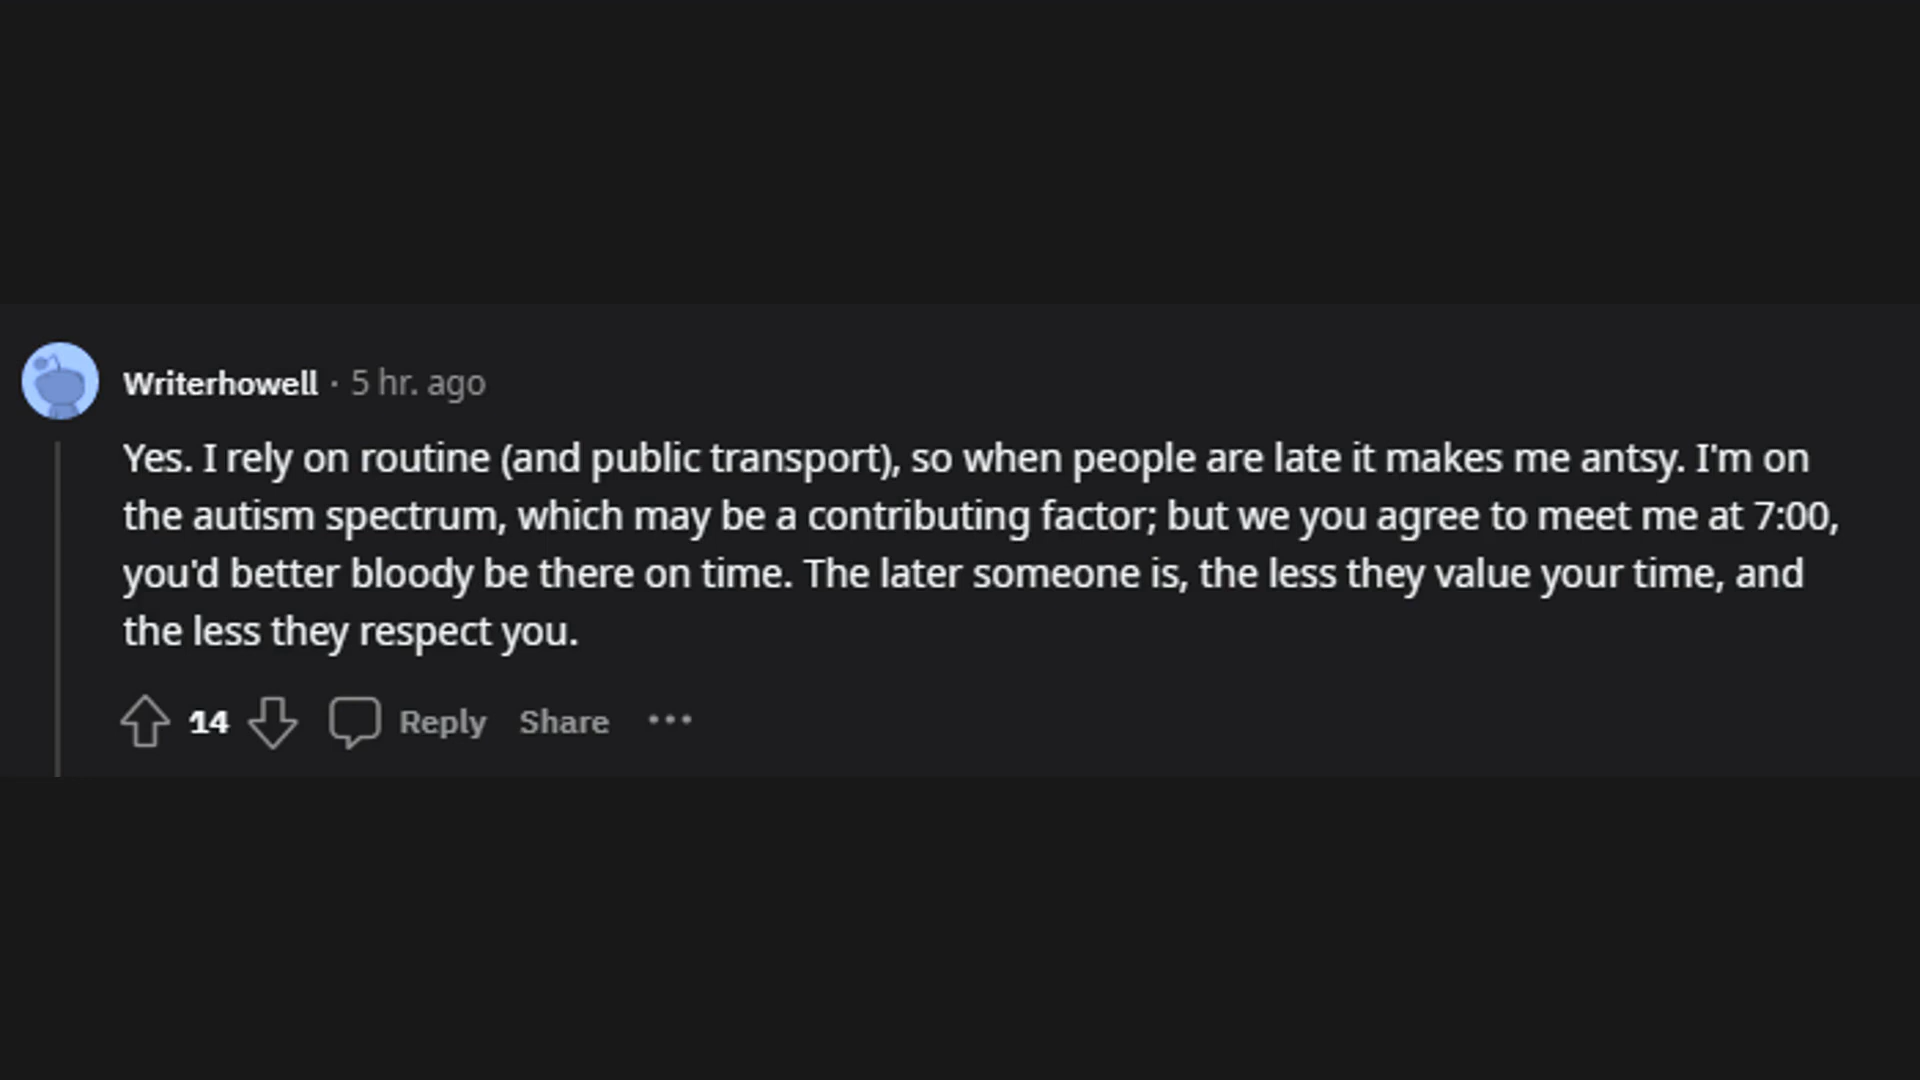 Writerhowell · 5 hr. ago
Yes. I rely on routine (and public transport), so when people are late it makes me antsy. I'm on
the autism spectrum, which may be a contributing factor; but we you agree to meet me at 7:00,
you'd better bloody be there on time. The later someone is, the less they value your time, and
the less they respect you.
14 Reply Share ···